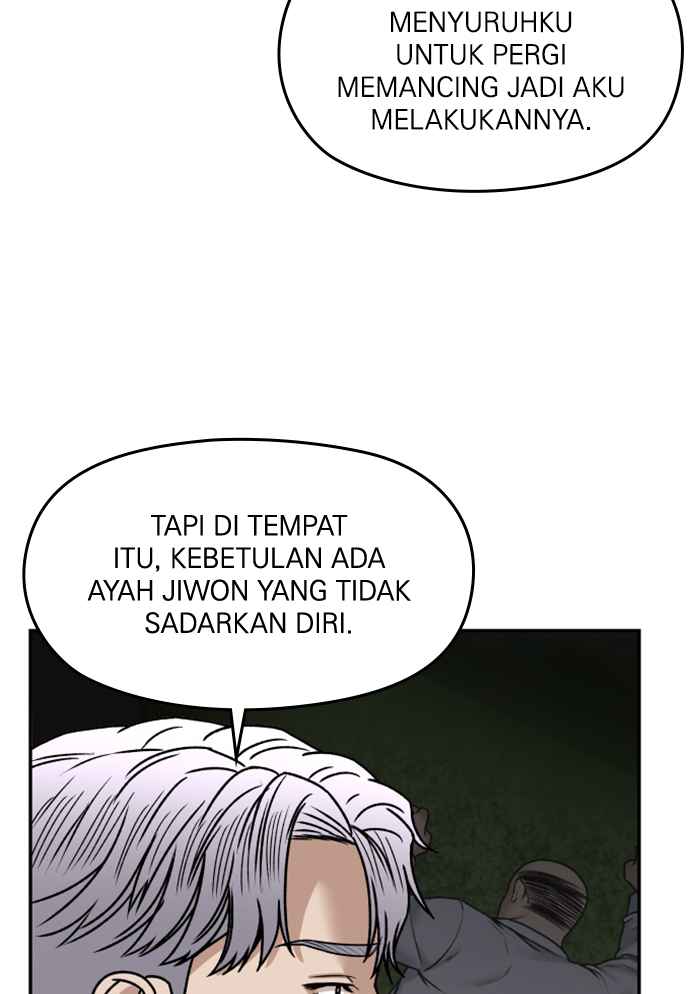 MENYURUHKU
UNTUK PERGI
MEMANCING JADI AKU
MELAKUKANNYA.
TAPI DI TEMPAT
ITU, KEBETULAN ADA
AYAH JIWON YANG TIDAK
SADARKAN DIRI.